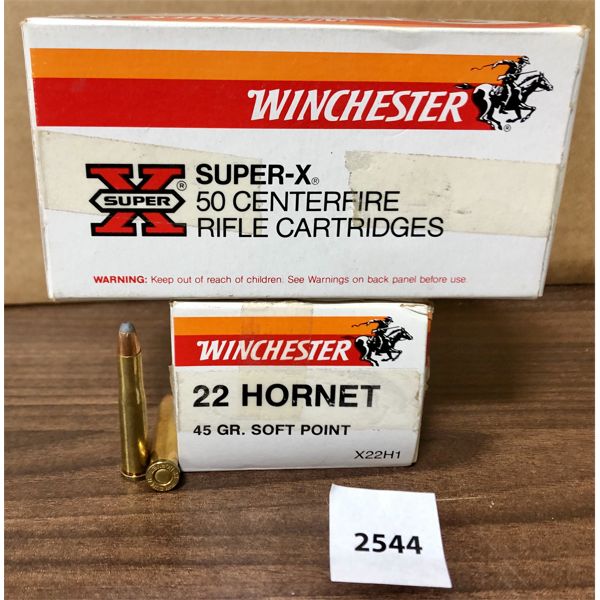 WINCHESTER®
X® SUPER
SUPER-X®
50 CENTERFIRE
RIFLE CARTRIDGES
WARNING: Keep out of reach of children. See Warnings on back panel before use.
WINCHESTER
22 HORNET
45 GR. SOFT POINT
X22H1
2544